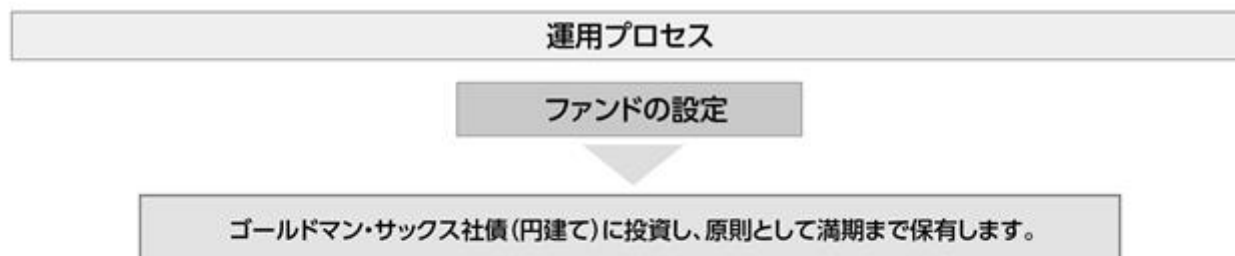 運用プロセス
ファンドの設定
ゴールドマン・サックス社債(円建て)に投資し、原則として満期まで保有します。